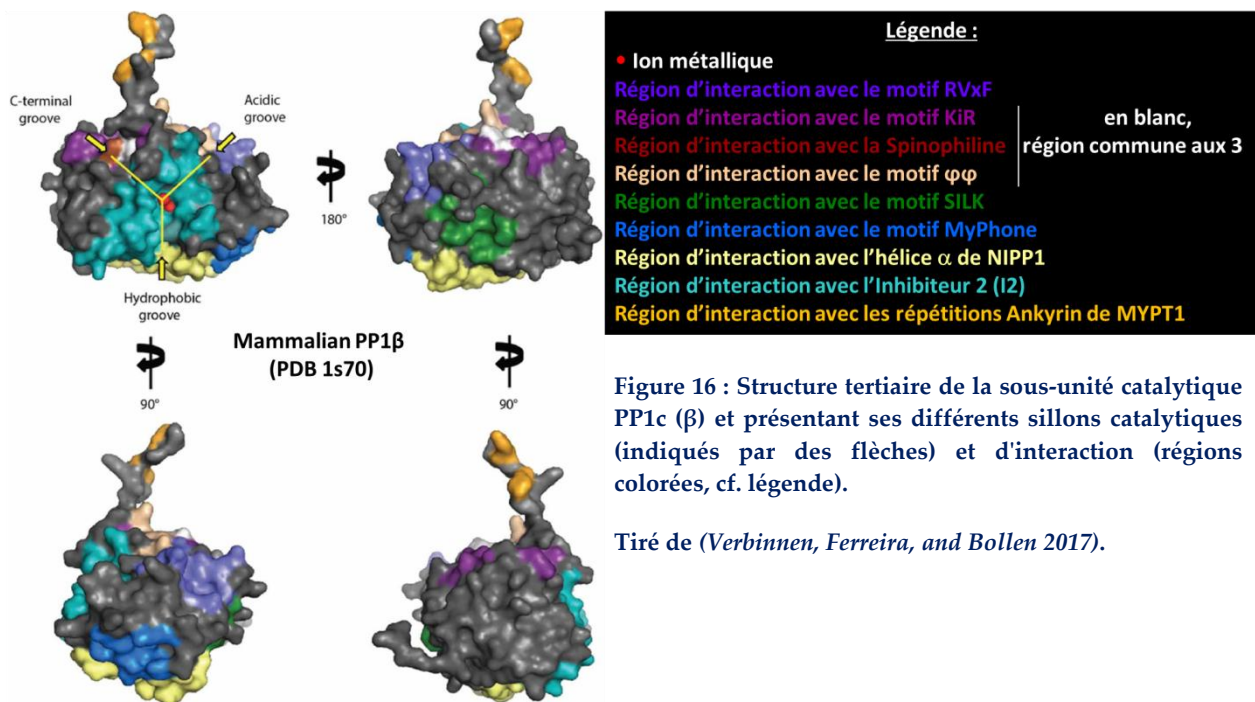 C-terminal
groove
Acidic
groove
180°
Hydrophobic
groove
Mammalian PP1β
(PDB 1s70)
90°
90°
Légende :
• Ion métallique
Région d’interaction avec le motif RVxF
Région d’interaction avec le motif KiR
Région d’interaction avec la Spinophiline
Région d’interaction avec le motif φφ
en blanc,
région commune aux 3
Région d’interaction avec le motif SILK
Région d’interaction avec le motif MyPhone
Région d’interaction avec l’hélice α de NIPP1
Région d’interaction avec l’Inhibiteur 2 (I2)
Région d’interaction avec les répétitions Ankyrin de MYPT1
Figure 16 : Structure tertiaire de la sous-unité catalytique
PP1c (β) et présentant ses différents sillons catalytiques
(indiqués par des flèches) et d'interaction (régions
colorées, cf. légende).
Tiré de (Verbinnen, Ferreira, and Bollen 2017).